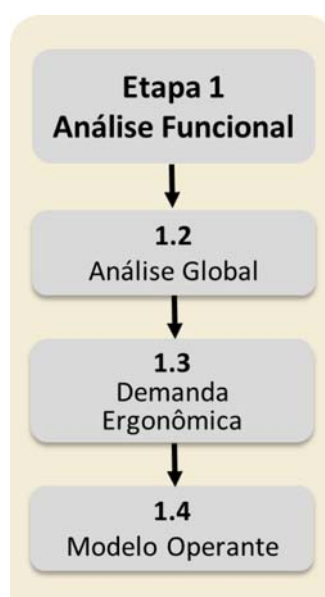 Etapa 1
Análise Funcional
1.2
Análise Global
1.3
Demanda
Ergonômica
1.4
Modelo Operante